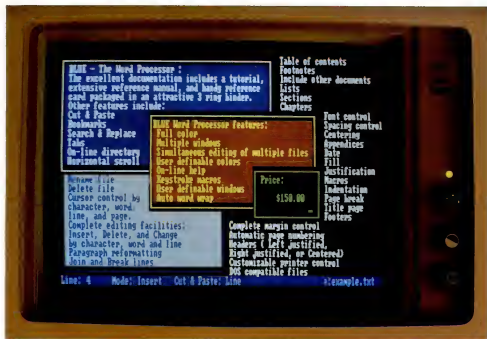 BLUE - The Word Processor :
The excellent documentation includes a tutorial,
extensive reference manual, and handy reference
card packaged in an attractive 3 ring binder.
Other features include:
Cut & Paste
Bookmarks
Search & Replace
Tabs
On-line directory
Horizontal scroll
BLUE Word Processor features:
Full color
Multiple windows
Simultaneous editing of multiple files
User definable colors
On-line help
Keystroke macros
User definable windows
Auto word wrap
Price:
$150.00
Rename file
Delete file
Cursor control by
character, word,
line, and page.
Complete editing facilities:
Insert, Delete, and Change
by character, word and line
Paragraph reformatting
Join and Break lines
Table of contents
Footnotes
Include other documents
Lists
Sections
Chapters
Font control
Spacing control
Centering
Appendices
Date
Fill
Justification
Macros
Indentation
Page break
Title page
Footers
Complete margin control
Automatic page numbering
Headers ( Left justified,
Right justified, or Centered)
Customizable printer control
DOS compatible files
Line: 4 Mode: Insert Cut & Paste: Line a:example.txt